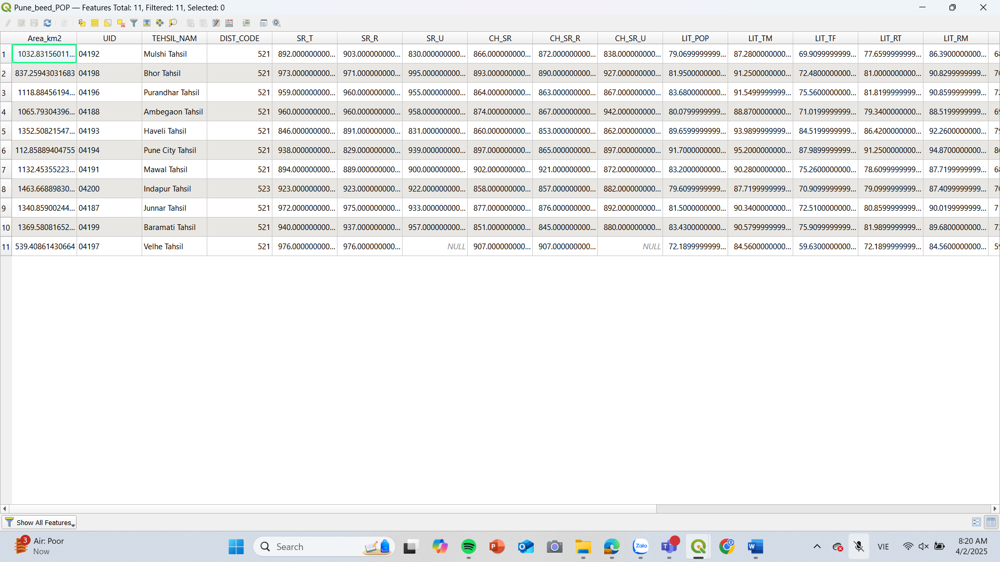 Pune_beed_POP — Features Total: 11, Filtered: 11, Selected: 0
Area_km2 UID TEHSIL_NAM DIST_CODE SR_T SR_R SR_U CH_SR CH_SR_R CH_SR_U LIT_POP LIT_TM LIT_TF LIT_RT LIT_RM
1 1032.83156011... 04192 Mulshi Tahsil 521 892.000000000... 903.000000000... 830.000000000... 866.000000000... 872.000000000... 838.000000000... 79.0699999999... 87.2800000000... 69.9099999999... 77.6599999999... 86.3900000000...
2 837.25943031683 04198 Bhor Tahsil 521 973.000000000... 971.000000000... 995.000000000... 893.000000000... 890.000000000... 927.000000000... 81.9500000000... 91.2500000000... 72.4800000000... 81.0000000000... 90.8299999999...
3 1118.88456194... 04196 Purandhar Tahsil 521 959.000000000... 960.000000000... 955.000000000... 864.000000000... 863.000000000... 867.000000000... 83.6800000000... 91.5499999999... 75.5600000000... 81.8199999999... 90.8599999999...
4 1065.79304396... 04188 Ambegaon Tahsil 521 960.000000000... 960.000000000... 958.000000000... 874.000000000... 867.000000000... 942.000000000... 80.0799999999... 88.8700000000... 71.0199999999... 79.3400000000... 88.5199999999...
5 1352.50821547... 04193 Haveli Tahsil 521 846.000000000... 891.000000000... 831.000000000... 860.000000000... 853.000000000... 862.000000000... 89.6599999999... 93.9899999999... 84.5199999999... 86.4200000000... 92.2600000000...
6 112.85889404755 04194 Pune City Tahsil 521 938.000000000... 829.000000000... 939.000000000... 897.000000000... 865.000000000... 897.000000000... 91.7000000000... 95.2000000000... 87.9899999999... 91.2500000000... 94.8700000000...
7 1132.45355223... 04191 Mawal Tahsil 521 894.000000000... 889.000000000... 900.000000000... 902.000000000... 921.000000000... 872.000000000... 83.2000000000... 90.2800000000... 75.2600000000... 78.6099999999... 87.7199999999...
8 1463.66889830... 04200 Indapur Tahsil 523 923.000000000... 923.000000000... 922.000000000... 858.000000000... 857.000000000... 882.000000000... 79.6099999999... 87.7199999999... 70.9099999999... 79.0999999999... 87.4099999999...
9 1340.85900244... 04187 Junnar Tahsil 521 972.000000000... 975.000000000... 933.000000000... 877.000000000... 876.000000000... 892.000000000... 81.5000000000... 90.3400000000... 72.5100000000... 80.8599999999... 90.0199999999...
10 1369.58081652... 04199 Baramati Tahsil 521 940.000000000... 937.000000000... 957.000000000... 851.000000000... 845.000000000... 880.000000000... 83.4300000000... 90.5799999999... 75.9099999999... 81.9899999999... 89.6800000000...
11 539.40861430664 04197 Velhe Tahsil 521 976.000000000... 976.000000000... NULL 907.000000000... 907.000000000... NULL 72.1899999999... 84.5600000000... 59.6300000000... 72.1899999999... 84.5600000000...
Show All Features
3 Air: Poor
Now
Search
Zalo
VIE
8:20 AM
4/2/2025